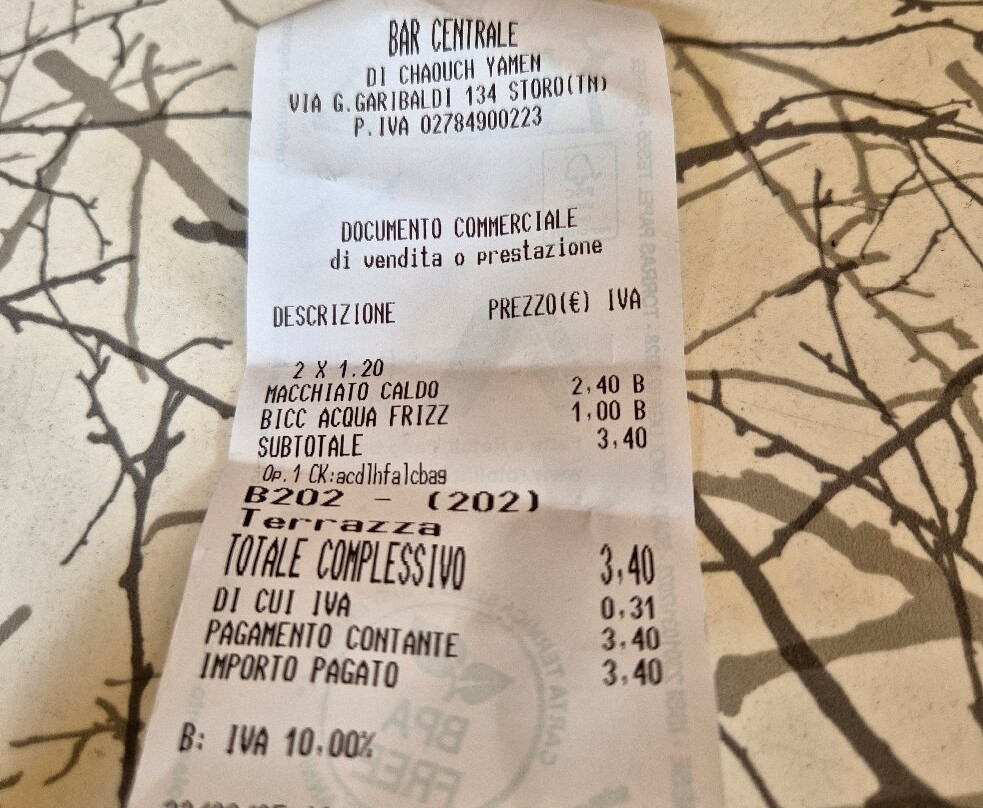 BAR CENTRALE
DI CHAOUCH YAMEN
VIA G.GARIBALDI 134 STORO(TN)
P.IVA 02784900223
DOCUMENTO COMMERCIALE
di vendita o prestazione
DESCRIZIONE PREZZO(€) IVA
2 X 1.20
MACCHIATO CALDO 2,40 B
BICC ACQUA FRIZZ 1,00 B
SUBTOTALE 3,40
Op. 1 CK:acdlhfalcbag
B202 - (202)
Terrazza
TOTALE COMPLESSIVO 3,40
DI CUI IVA 0,31
PAGAMENTO CONTANTE 3,40
IMPORTO PAGATO 3,40
B: IVA 10,00%
BPA
FREE